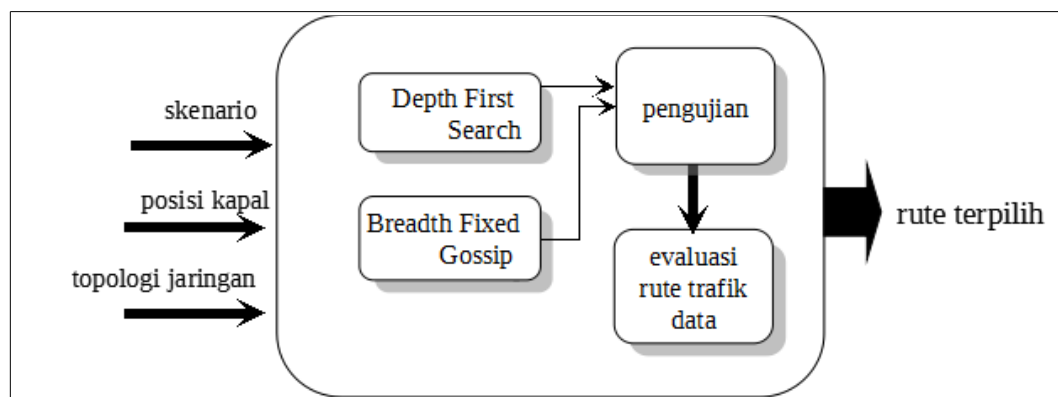 skenario
posisi kapal
topologi jaringan
Depth First
Search
Breadth Fixed
Gossip
pengujian
evaluasi
rute trafik
data
rute terpilih